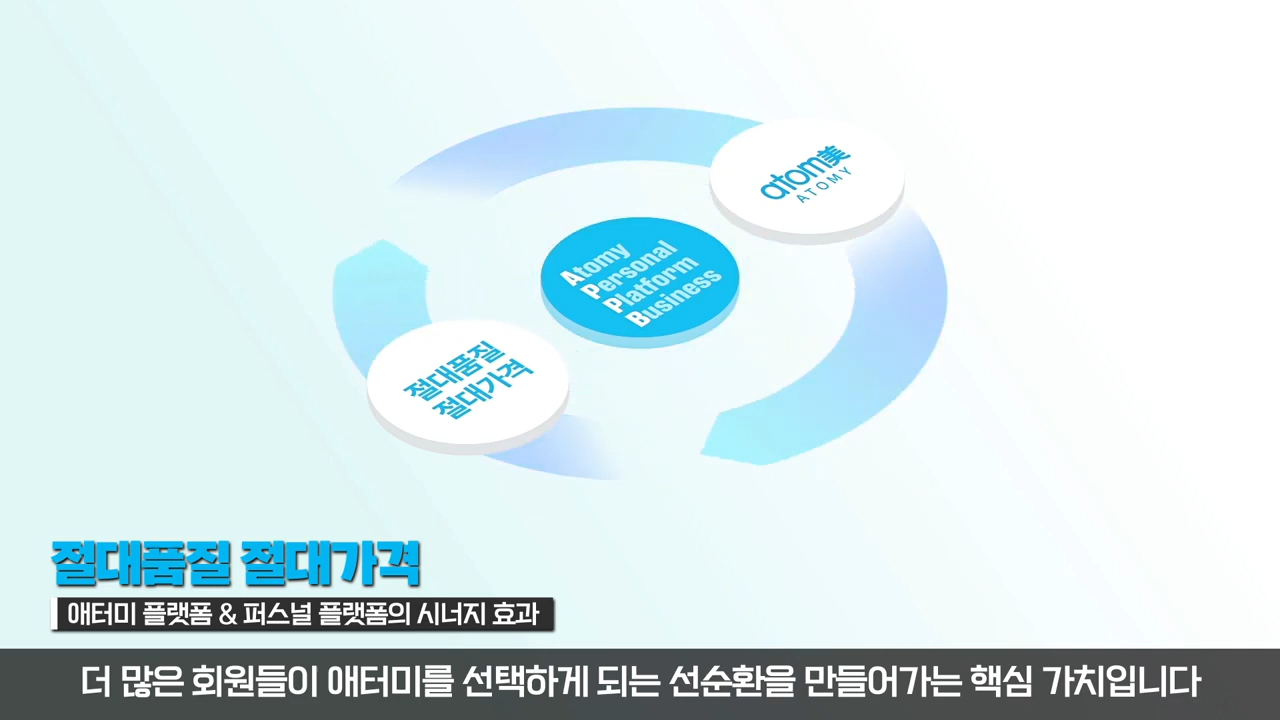 atom美
ATOMY
Atomy
Personal
Platform
Business
절대품질
절대가격
절대품질 절대가격
애터미 플랫폼 & 퍼스널 플랫폼의 시너지 효과
더 많은 회원들이 애터미를 선택하게 되는 선순환을 만들어가는 핵심 가치입니다